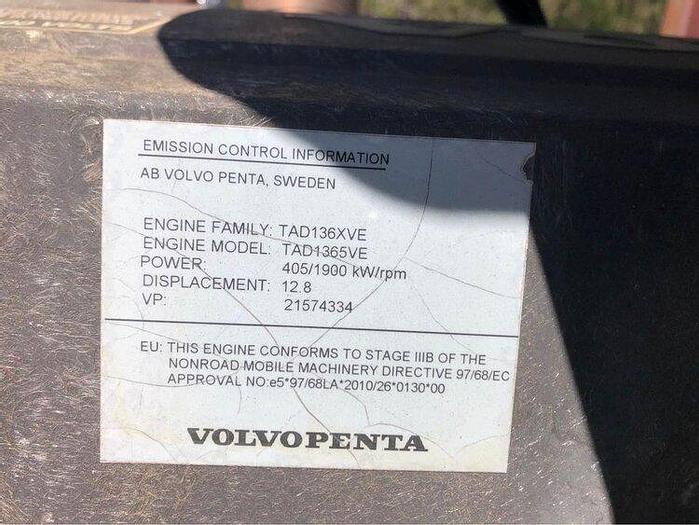 EMISSION CONTROL INFORMATION
AB VOLVO PENTA, SWEDEN
ENGINE FAMILY: TAD136XVE
ENGINE MODEL: TAD1365VE
POWER: 405/1900 kW/rpm
DISPLACEMENT: 12.8
VP: 21574334
EU: THIS ENGINE CONFORMS TO STAGE IIIB OF THE
NONROAD MOBILE MACHINERY DIRECTIVE 97/68/EC
APPROVAL NO:e5*97/68LA*2010/26*0130*00
VOLVO PENTA